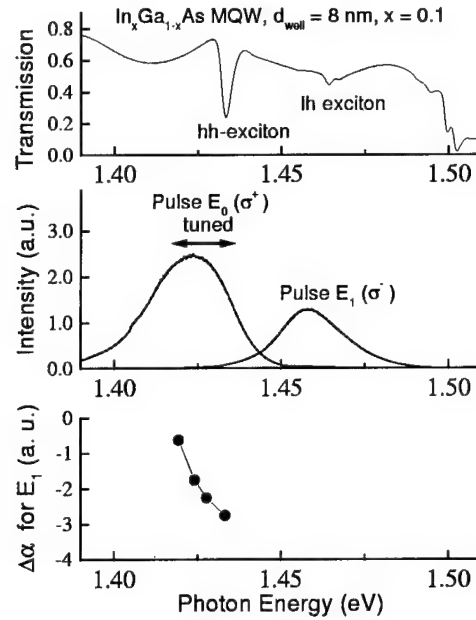 InxGa1-xAs MQW, dwell = 8 nm, x = 0.1
Transmission
0.8
0.6
0.4
0.2
0.0
hh-exciton
lh exciton
1.40
1.45
1.50
Intensity (a.u.)
3.0
2.0
1.0
0.0
Pulse E0 (σ+)
tuned
Pulse E1 (σ-)
1.40
1.45
1.50
Δα for E1 (a. u.)
0
-1
-2
-3
-4
1.40
1.45
1.50
Photon Energy (eV)